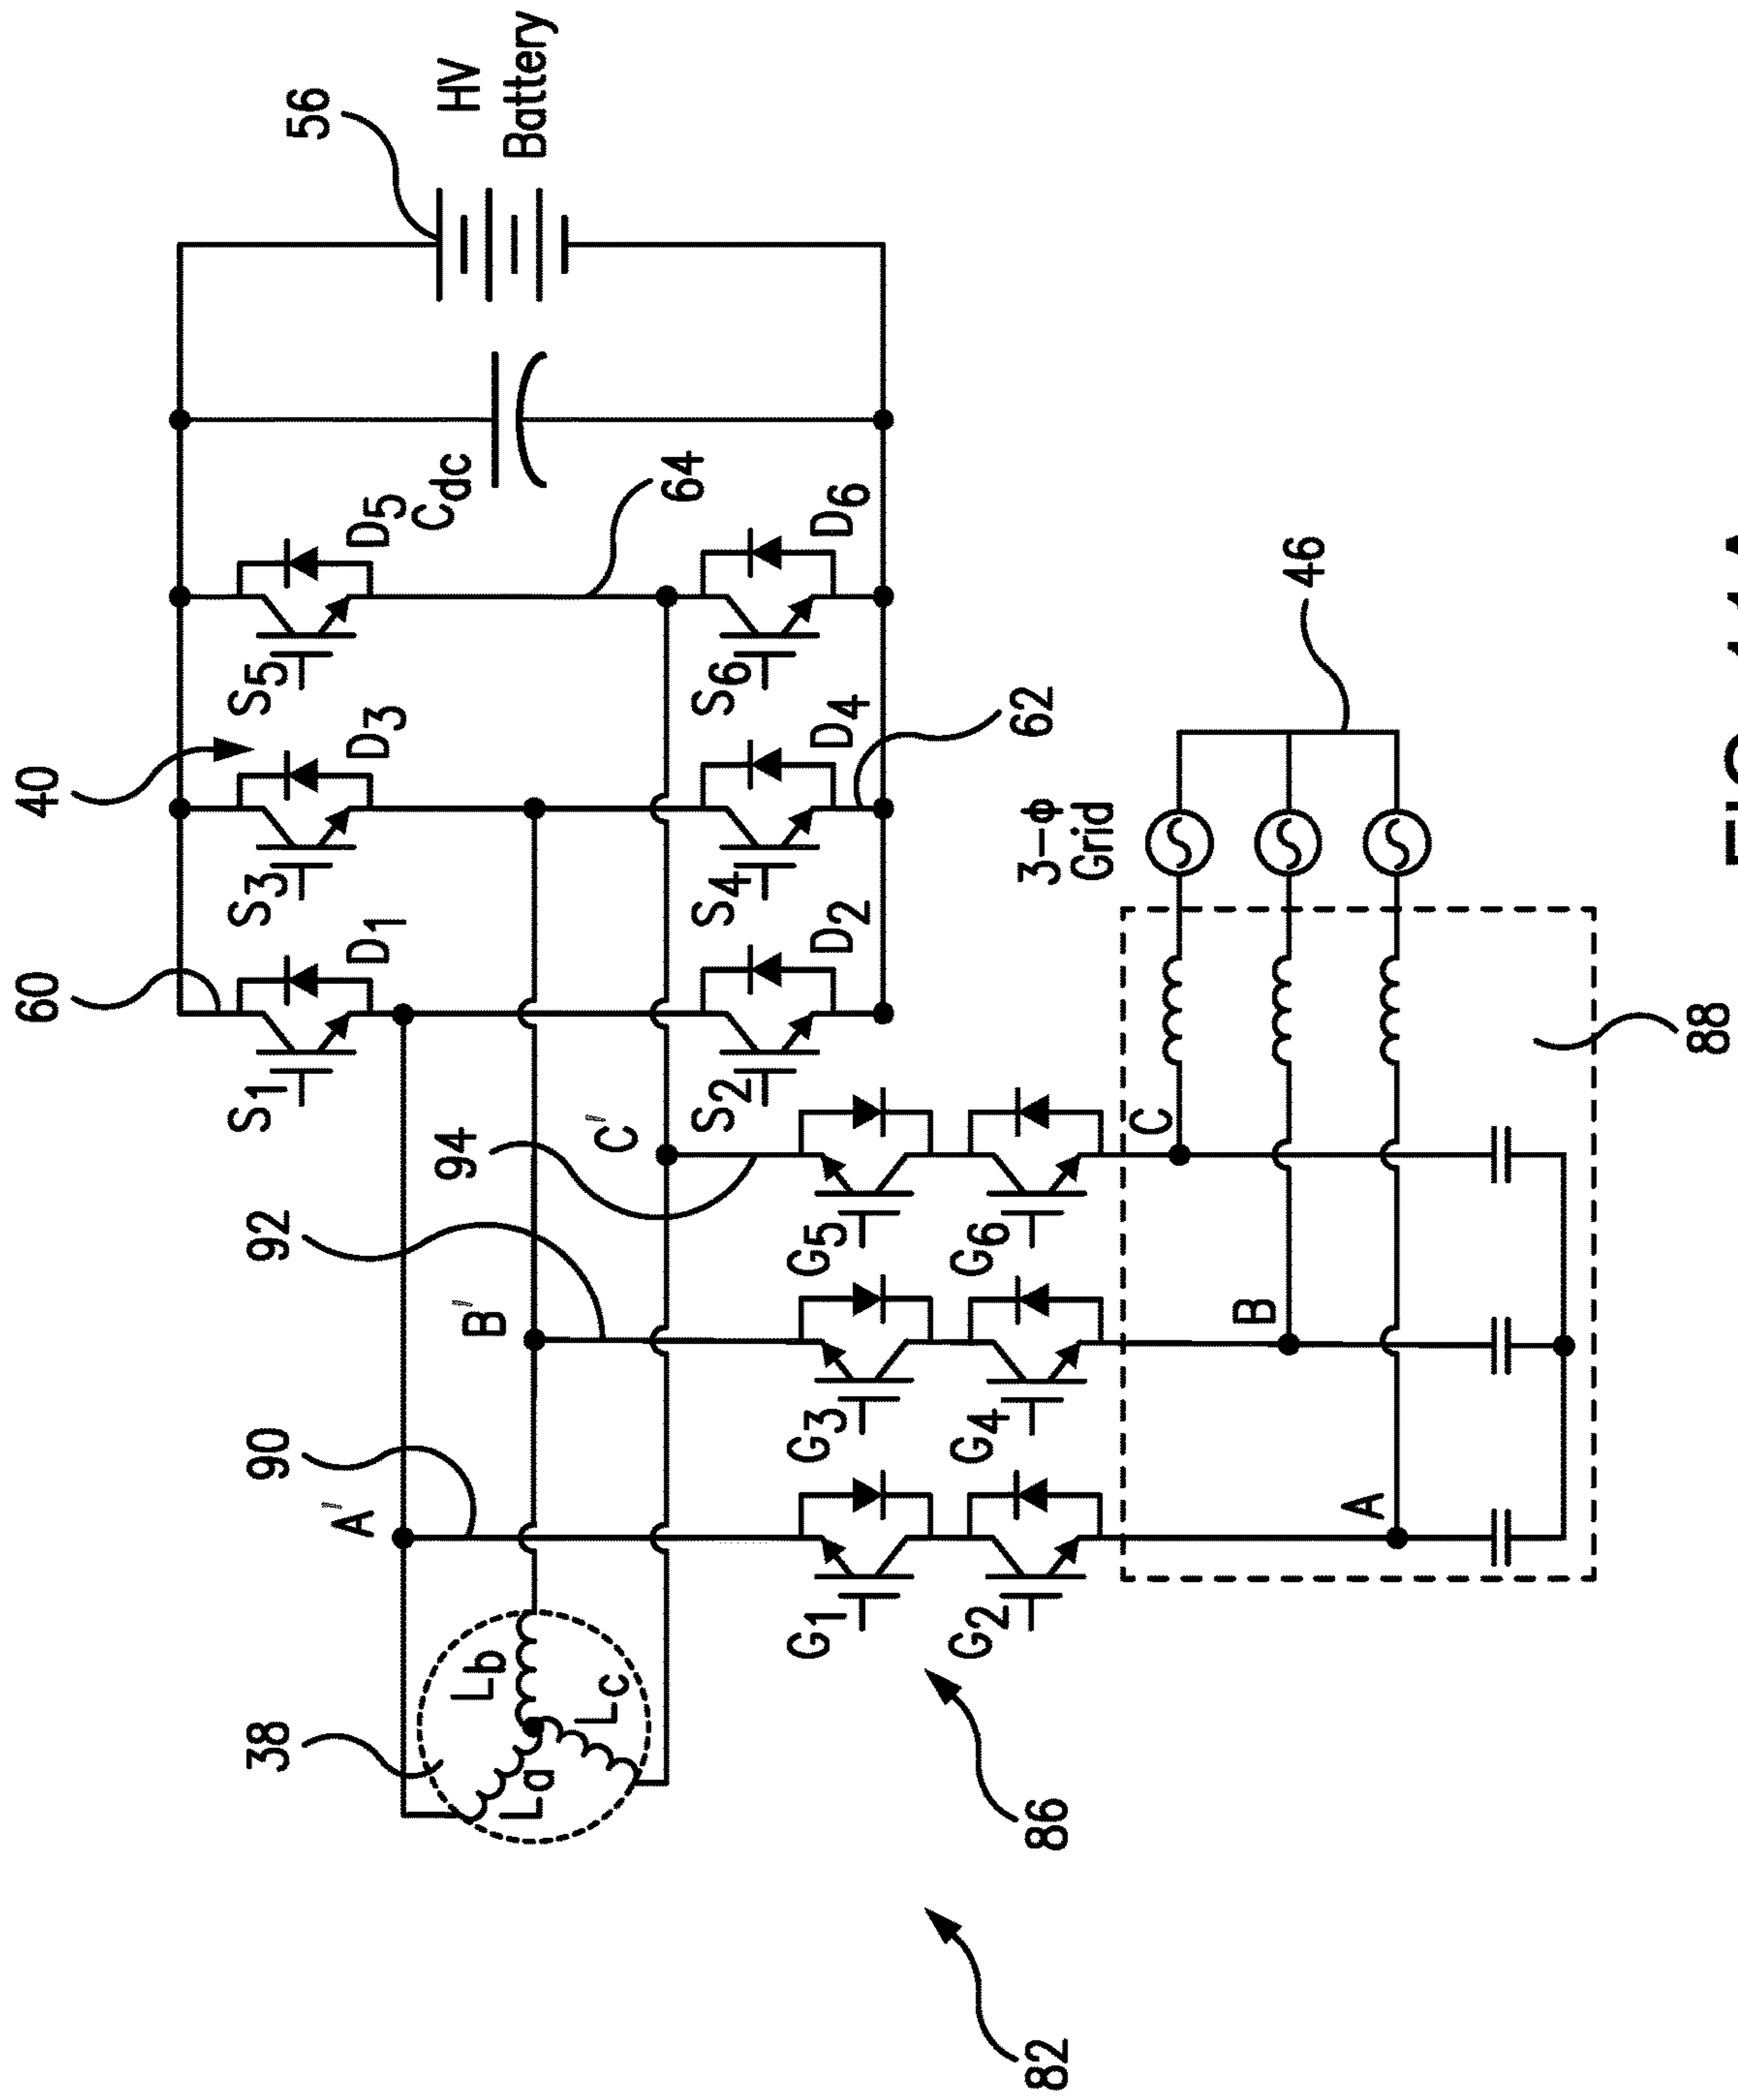 40
60
S1
D1
S3
D3
S5
D5
Cdc
56
HV
Battery
64
S2
D2
S4
D4
S6
D6
62
38
La
Lb
Lc
90
A'
92
B'
94
C'
G1
G3
G5
G2
G4
G6
86
82
3-ϕ
Grid
46
A
B
C
88